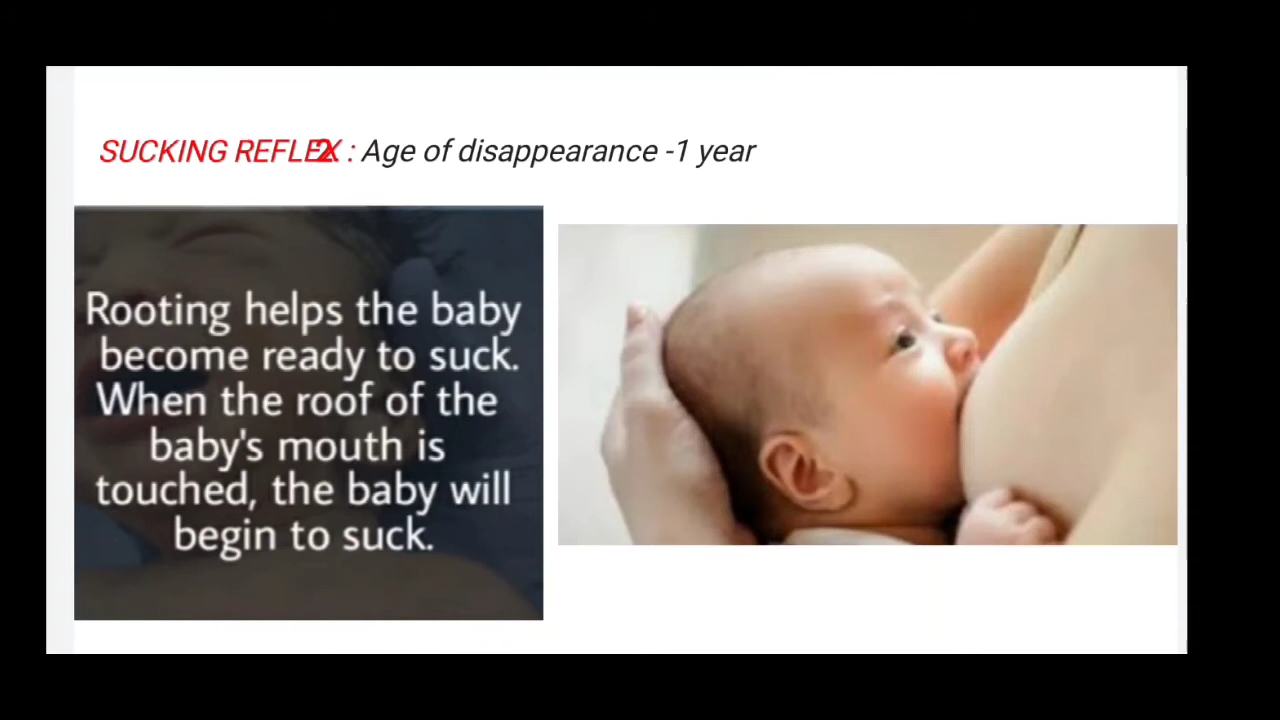 SUCKING REFLEX : Age of disappearance -1 year
2
Rooting helps the baby
become ready to suck.
When the roof of the
baby's mouth is
touched, the baby will
begin to suck.